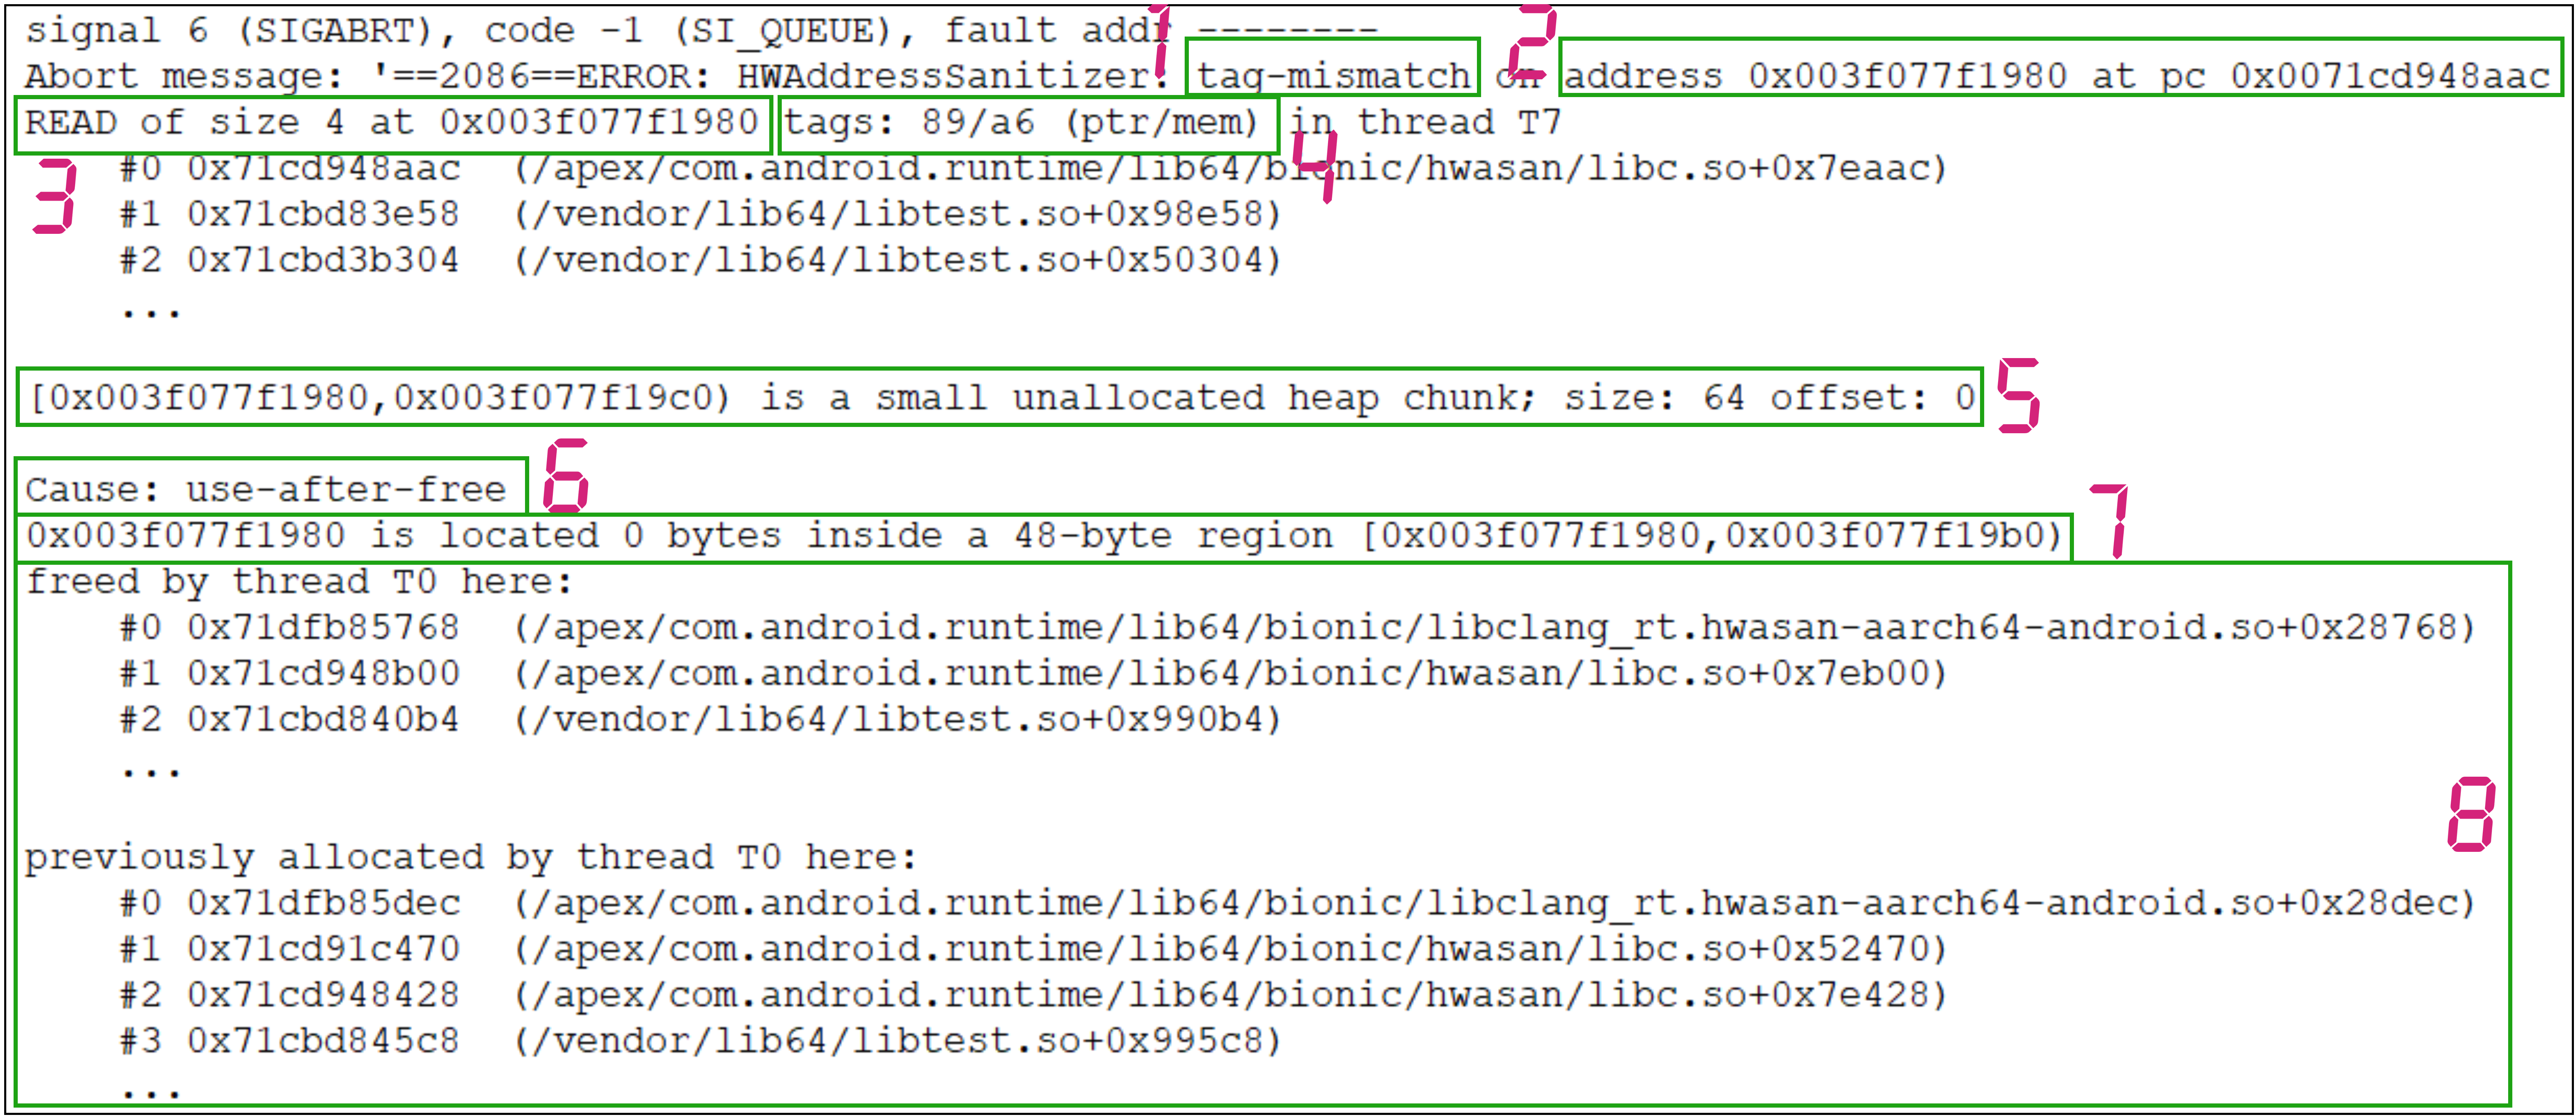 signal 6 (SIGABRT), code -1 (SI_QUEUE), fault addr --------
Abort message: '==2086==ERROR: HWAddressSanitizer: tag-mismatch on address 0x003f077f1980 at pc 0x0071cd948aac
READ of size 4 at 0x003f077f1980 tags: 89/a6 (ptr/mem) in thread T7
#0 0x71cd948aac (/apex/com.android.runtime/lib64/bionic/hwasan/libc.so+0x7eaac)
#1 0x71cbd83e58 (/vendor/lib64/libtest.so+0x98e58)
#2 0x71cbd3b304 (/vendor/lib64/libtest.so+0x50304)
...
[0x003f077f1980,0x003f077f19c0) is a small unallocated heap chunk; size: 64 offset: 0
Cause: use-after-free
0x003f077f1980 is located 0 bytes inside a 48-byte region [0x003f077f1980,0x003f077f19b0)
freed by thread T0 here:
#0 0x71dfb85768 (/apex/com.android.runtime/lib64/bionic/libclang_rt.hwasan-aarch64-android.so+0x28768)
#1 0x71cd948b00 (/apex/com.android.runtime/lib64/bionic/hwasan/libc.so+0x7eb00)
#2 0x71cbd840b4 (/vendor/lib64/libtest.so+0x990b4)
...
previously allocated by thread T0 here:
#0 0x71dfb85dec (/apex/com.android.runtime/lib64/bionic/libclang_rt.hwasan-aarch64-android.so+0x28dec)
#1 0x71cd91c470 (/apex/com.android.runtime/lib64/bionic/hwasan/libc.so+0x52470)
#2 0x71cd948428 (/apex/com.android.runtime/lib64/bionic/hwasan/libc.so+0x7e428)
#3 0x71cbd845c8 (/vendor/lib64/libtest.so+0x995c8)
...
1
2
3
4
5
6
7
8